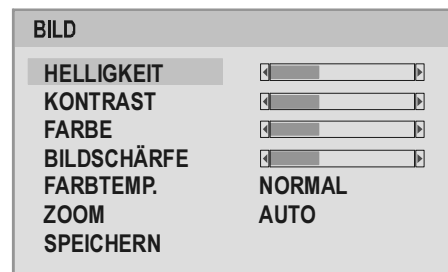 BILD
HELLIGKEIT
KONTRAST
FARBE
BILDSCHÄRFE
FARBTEMP. NORMAL
ZOOM AUTO
SPEICHERN